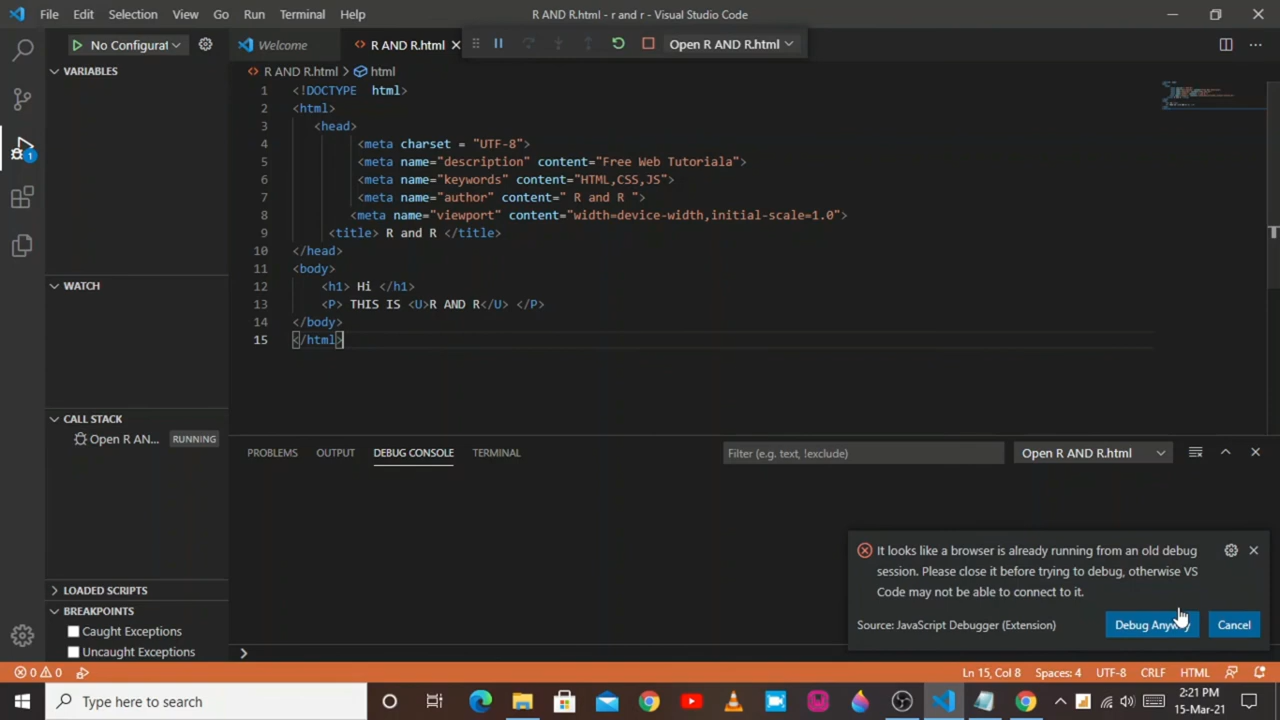 File Edit Selection View Go Run Terminal Help R AND R.html - r and r - Visual Studio Code
No Configurat Welcome R AND R.html Open R AND R.html
VARIABLES
R AND R.html > html
1 <!DOCTYPE  html>
2 <html>
3 <head>
4 <meta charset = "UTF-8">
5 <meta name="description" content="Free Web Tutoriala">
6 <meta name="keywords" content="HTML,CSS,JS">
7 <meta name="author" content=" R and R ">
8 <meta name="viewport" content="width=device-width,initial-scale=1.0">
9 <title> R and R </title>
10 </head>
11 <body>
12 <h1> Hi </h1>
13 <P> THIS IS <U>R AND R</U> </P>
14 </body>
15 </html>
1
WATCH
CALL STACK
Open R AN... RUNNING
LOADED SCRIPTS
BREAKPOINTS
Caught Exceptions
Uncaught Exceptions
PROBLEMS OUTPUT DEBUG CONSOLE TERMINAL Filter (e.g. text, !exclude) Open R AND R.html
It looks like a browser is already running from an old debug
session. Please close it before trying to debug, otherwise VS
Code may not be able to connect to it.
Source: JavaScript Debugger (Extension) Debug Anyway Cancel
0 0 Ln 15, Col 8 Spaces: 4 UTF-8 CRLF HTML
Type here to search 2:21 PM
15-Mar-21